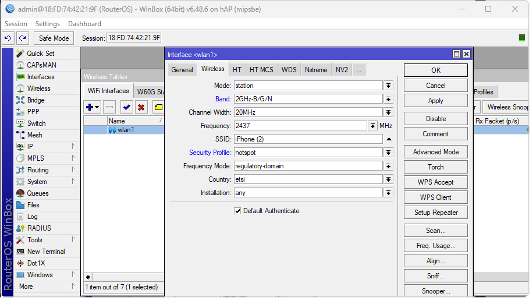 admin@18:FD:74:42:21:9F (RouterOS) - WinBox (64bit) v6.48.6 on hAP (mipsbe)
Session Settings Dashboard
Safe Mode Session: 18:FD:74:42:21:9F
Quick Set
CAPsMAN
Interfaces
Wireless
Bridge
PPP
Switch
Mesh
IP
MPLS
Routing
System
Queues
Files
Log
RADIUS
Tools
New Terminal
Dot1X
Windows
More
RouterOS WinBox
Wireless Tables
WiFi Interfaces W60G Sta
Name
wlan1
1 item out of 7 (1 selected)
Profiles
Wireless Snoop
Rx Packet (p/s)
Interface <wlan1>
General Wireless HT HT MCS WDS Nstreme NV2 ...
Mode: station
Band: 2GHz-B/G/N
Channel Width: 20MHz
Frequency: 2437 MHz
SSID: iPhone (2)
Security Profile: hotspot
Frequency Mode: regulatory-domain
Country: etsi
Installation: any
Default Authenticate
OK
Cancel
Apply
Disable
Comment
Advanced Mode
Torch
WPS Accept
WPS Client
Setup Repeater
Scan...
Freq. Usage...
Align...
Sniff...
Snooper...